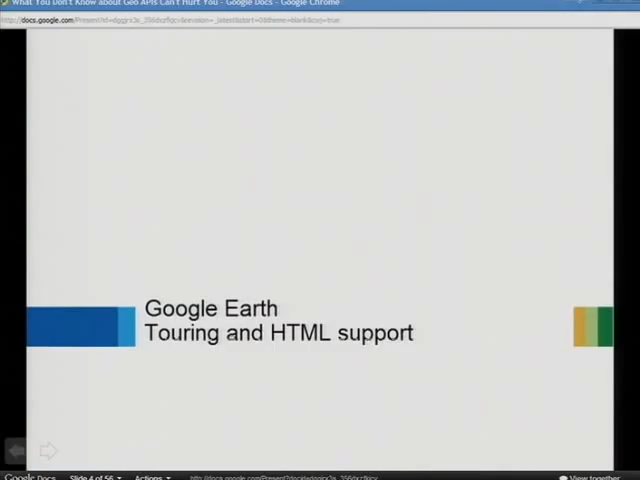 What You Don't Know about Geo APIs Can't Hurt You - Google Docs - Google Chrome
Google Earth
Touring and HTML support
Google Docs Slide 4 of 56 Actions View together